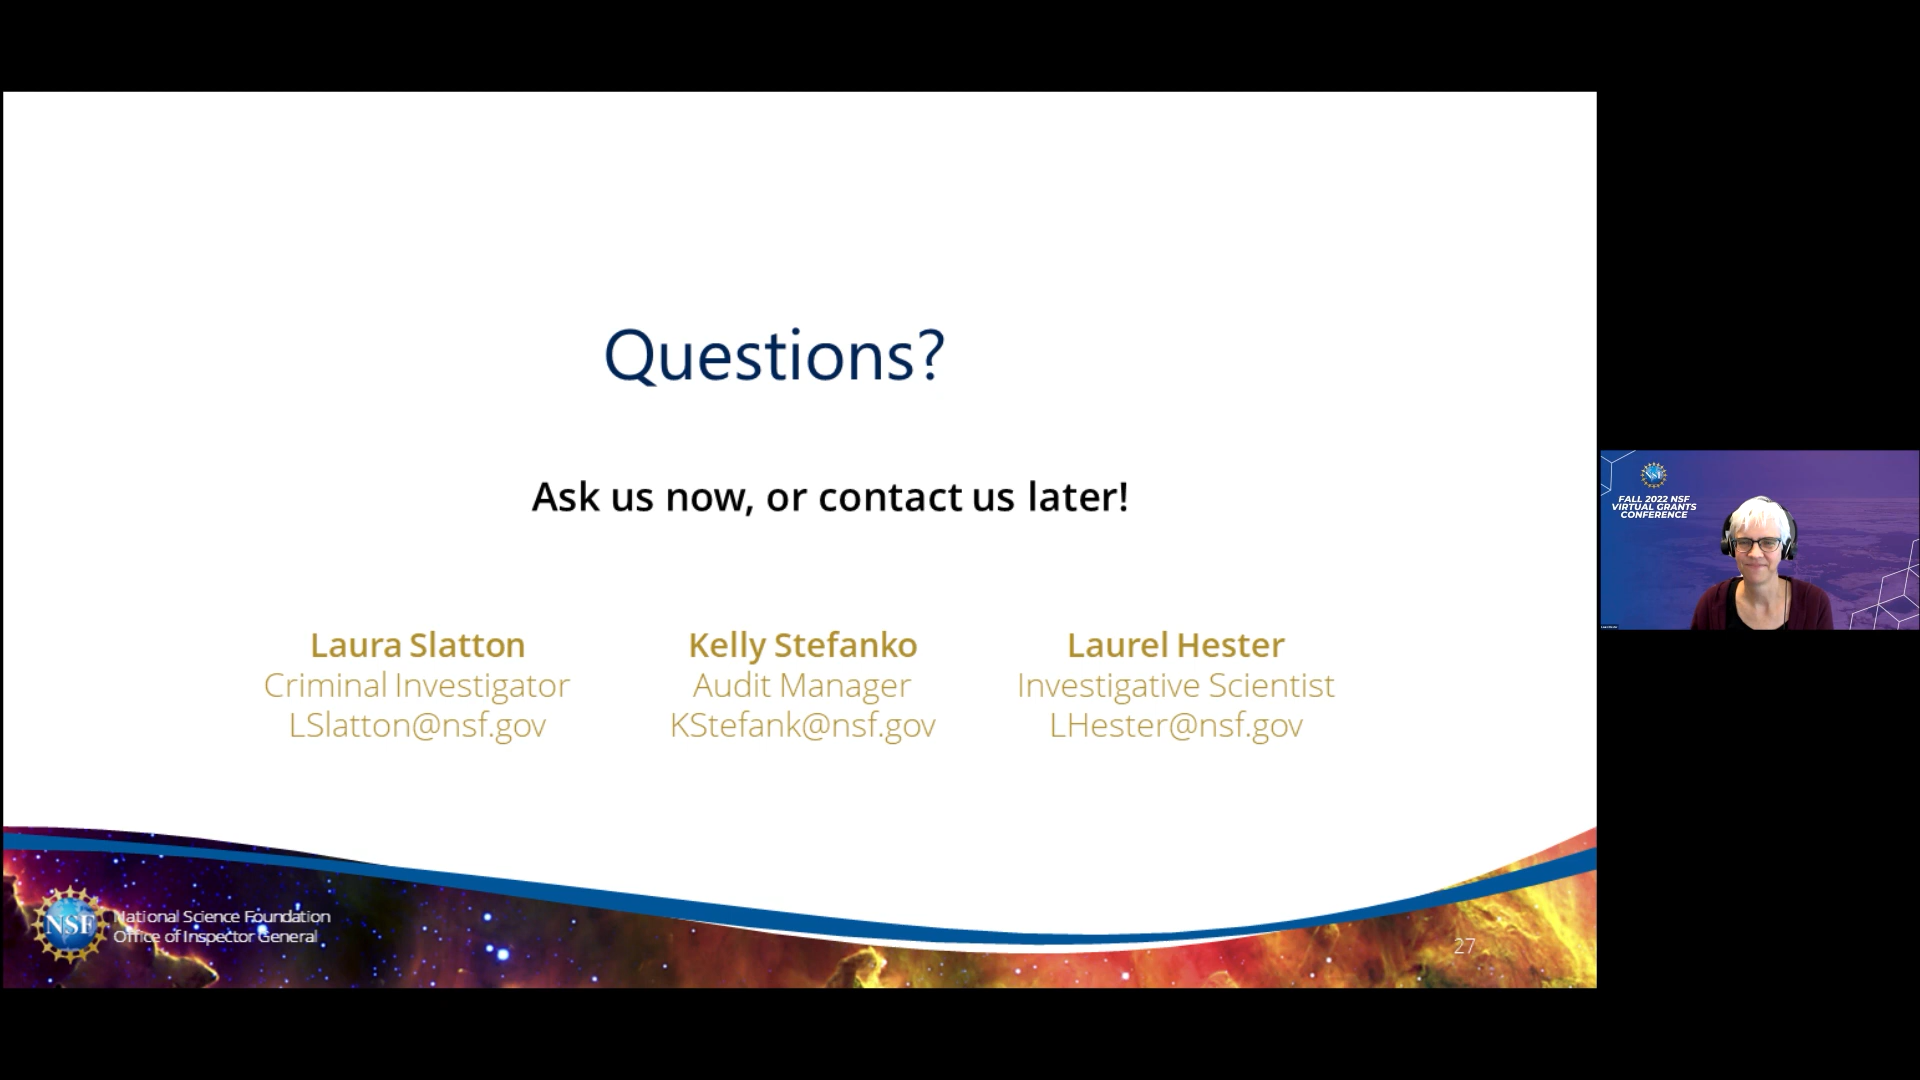 Questions?
Ask us now, or contact us later!
Laura Slatton
Criminal Investigator
LSlatton@nsf.gov
Kelly Stefanko
Audit Manager
KStefank@nsf.gov
Laurel Hester
Investigative Scientist
LHester@nsf.gov
NSF
National Science Foundation
Office of Inspector General
27
NSF
FALL 2022 NSF
VIRTUAL GRANTS
CONFERENCE